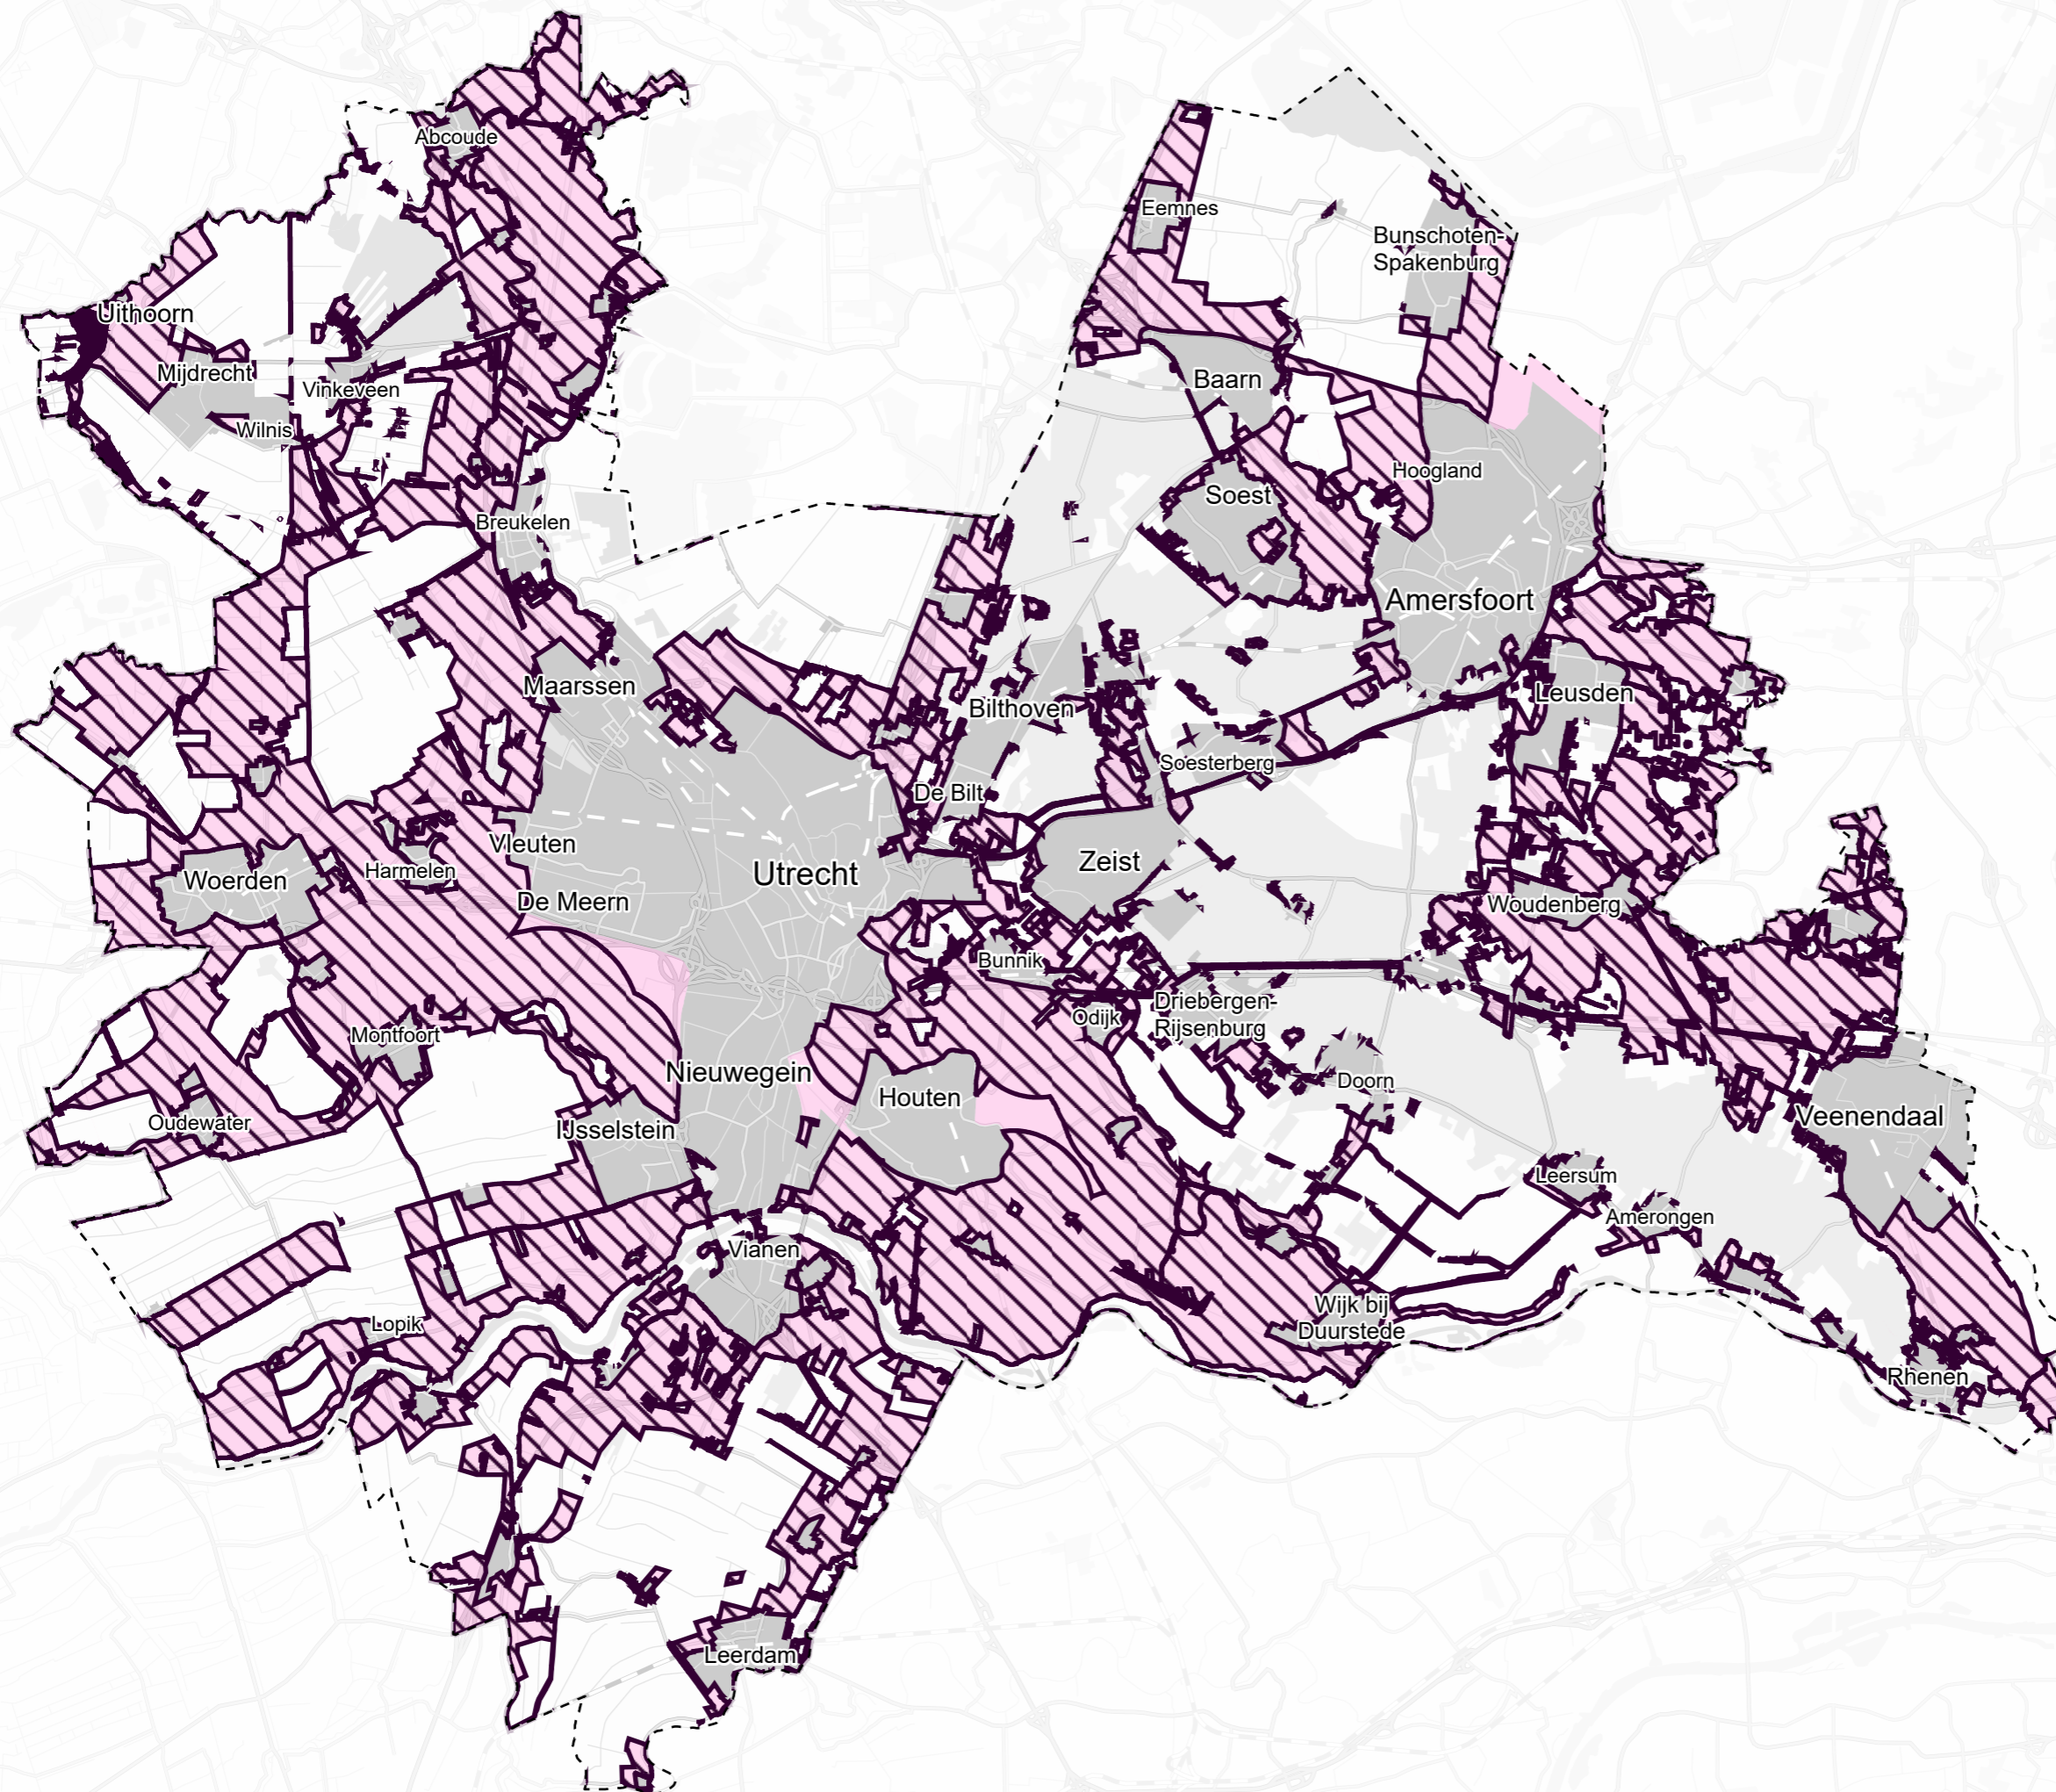 Abcoude
Eemnes
Bunschoten-
Spakenburg
Uithoorn
Mijdrecht
Vinkeveen
Baarn
Wilnis
Hoogland
Soest
Breukelen
Amersfoort
Maarssen
Leusden
Bilthoven
Soesterberg
De Bilt
Vleuten
Zeist
Harmelen
Utrecht
Woerden
De Meern
Woudenberg
Bunnik
Driebergen-
Rijsenburg
Odijk
Montfoort
Nieuwegein
Doorn
Houten
Veenendaal
Oudewater
IJsselstein
Leersum
Amerongen
Vianen
Wijk bij
Duurstede
Lopik
Rhenen
Leerdam